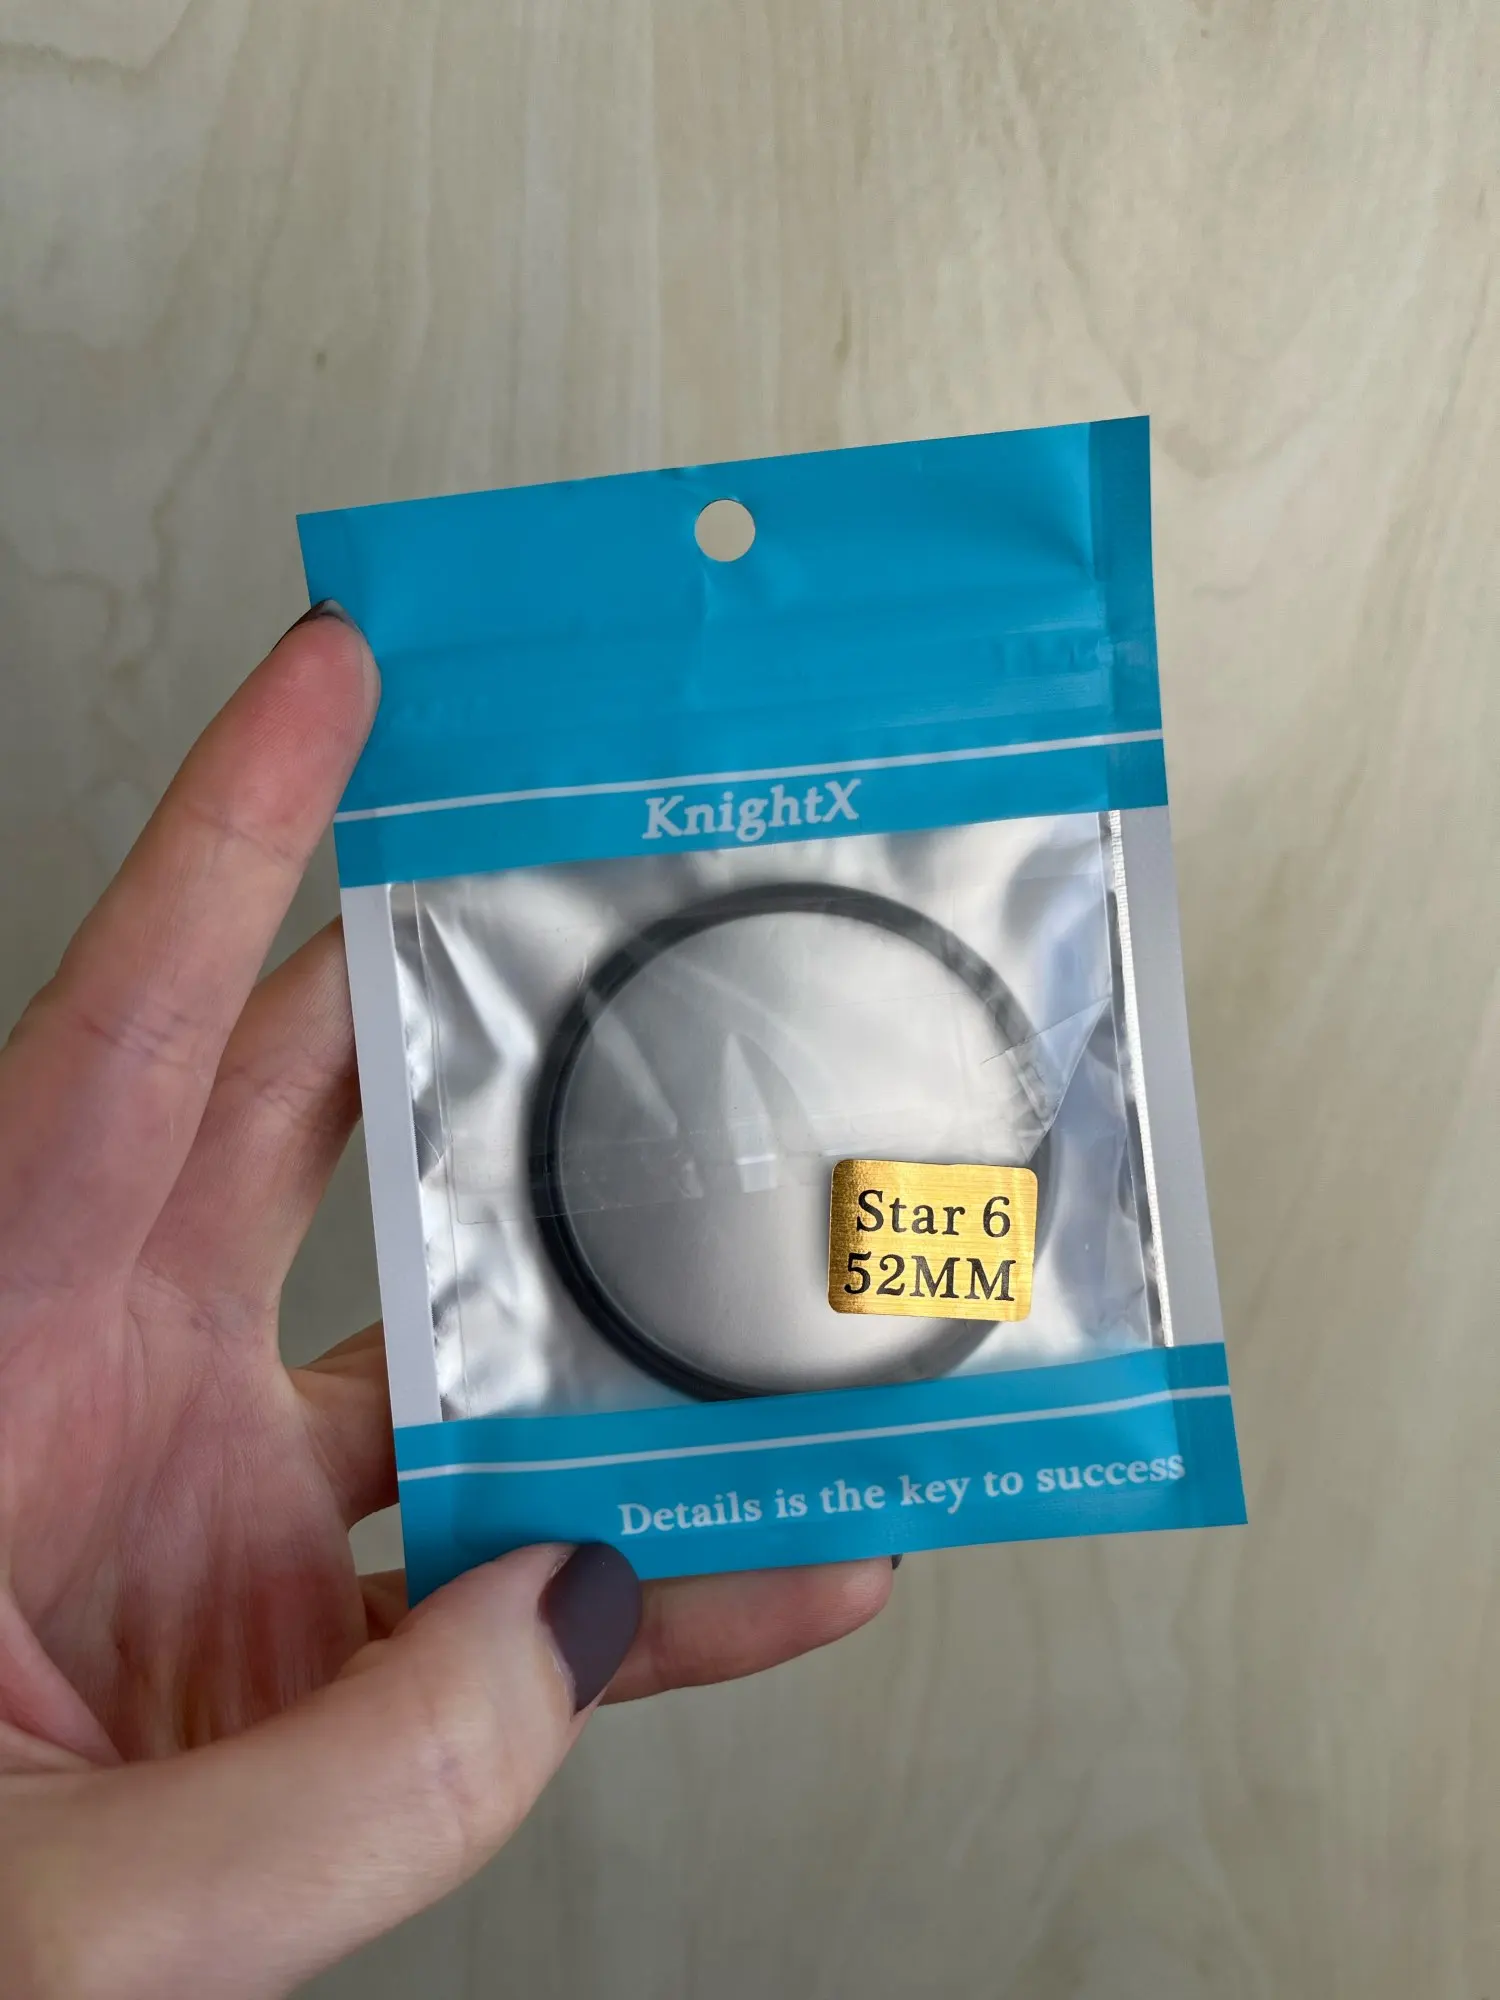 KnightX
Star 6
52MM
Details is the key to success